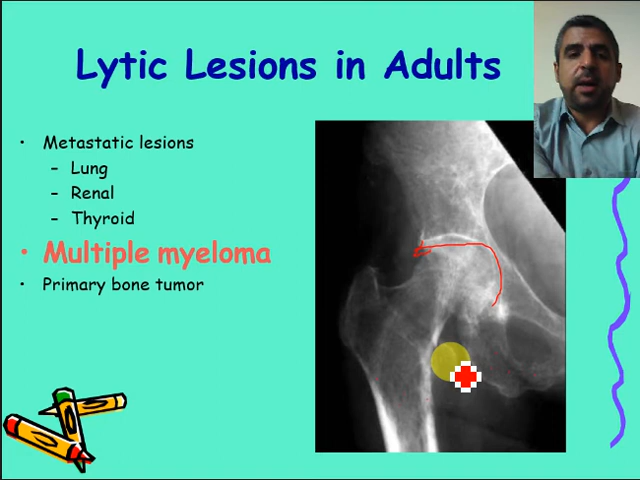 Lytic Lesions in Adults
• Metastatic lesions
– Lung
– Renal
– Thyroid
• Multiple myeloma
• Primary bone tumor